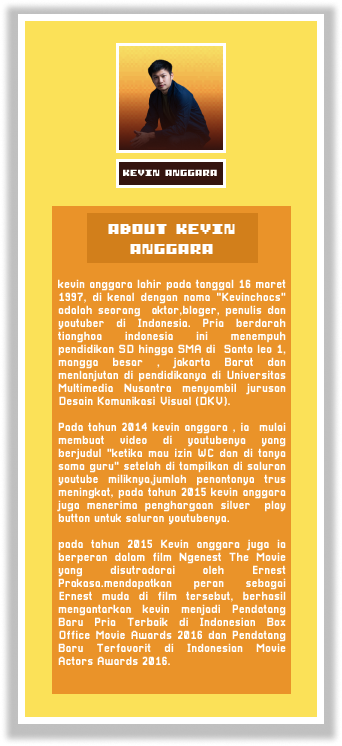 KEVIN ANGGARA
ABOUT KEVIN
ANGGARA
kevin anggara lahir pada tanggal 16 maret
1997, di kenal dengan nama "Kevinchocs"
adalah seorang aktor,bloger, penulis dan
youtuber di Indonesia. Pria berdarah
tionghoa indonesia ini menempuh
pendidikan SD hingga SMA di Santo leo 1,
mangga besar , jakarta Barat dan
menlanjutan di pendidikanya di Universitas
Multimedia Nusantra menyambil jurusan
Desain Komunikasi Visual (DKV).
Pada tahun 2014 kevin anggara , ia mulai
membuat video di youtubenya yang
berjudul "ketika mau izin WC dan di tanya
sama guru" setelah di tampilkan di saluran
youtube miliknya,jumlah penontonya trus
meningkat, pada tahun 2015 kevin anggara
juga menerima penghargaan silver play
button untuk saluran youtubenya.
pada tahun 2015 Kevin anggara juga ia
berperan dalam film Ngenest The Movie
yang disutradarai oleh Ernest
Prakasa.mendapatkan peran sebagai
Ernest muda di film tersebut, berhasil
mengantarkan kevin menjadi Pendatang
Baru Pria Terbaik di Indonesian Box
Office Movie Awards 2016 dan Pendatang
Baru Terfavorit di Indonesian Movie
Actors Awards 2016.